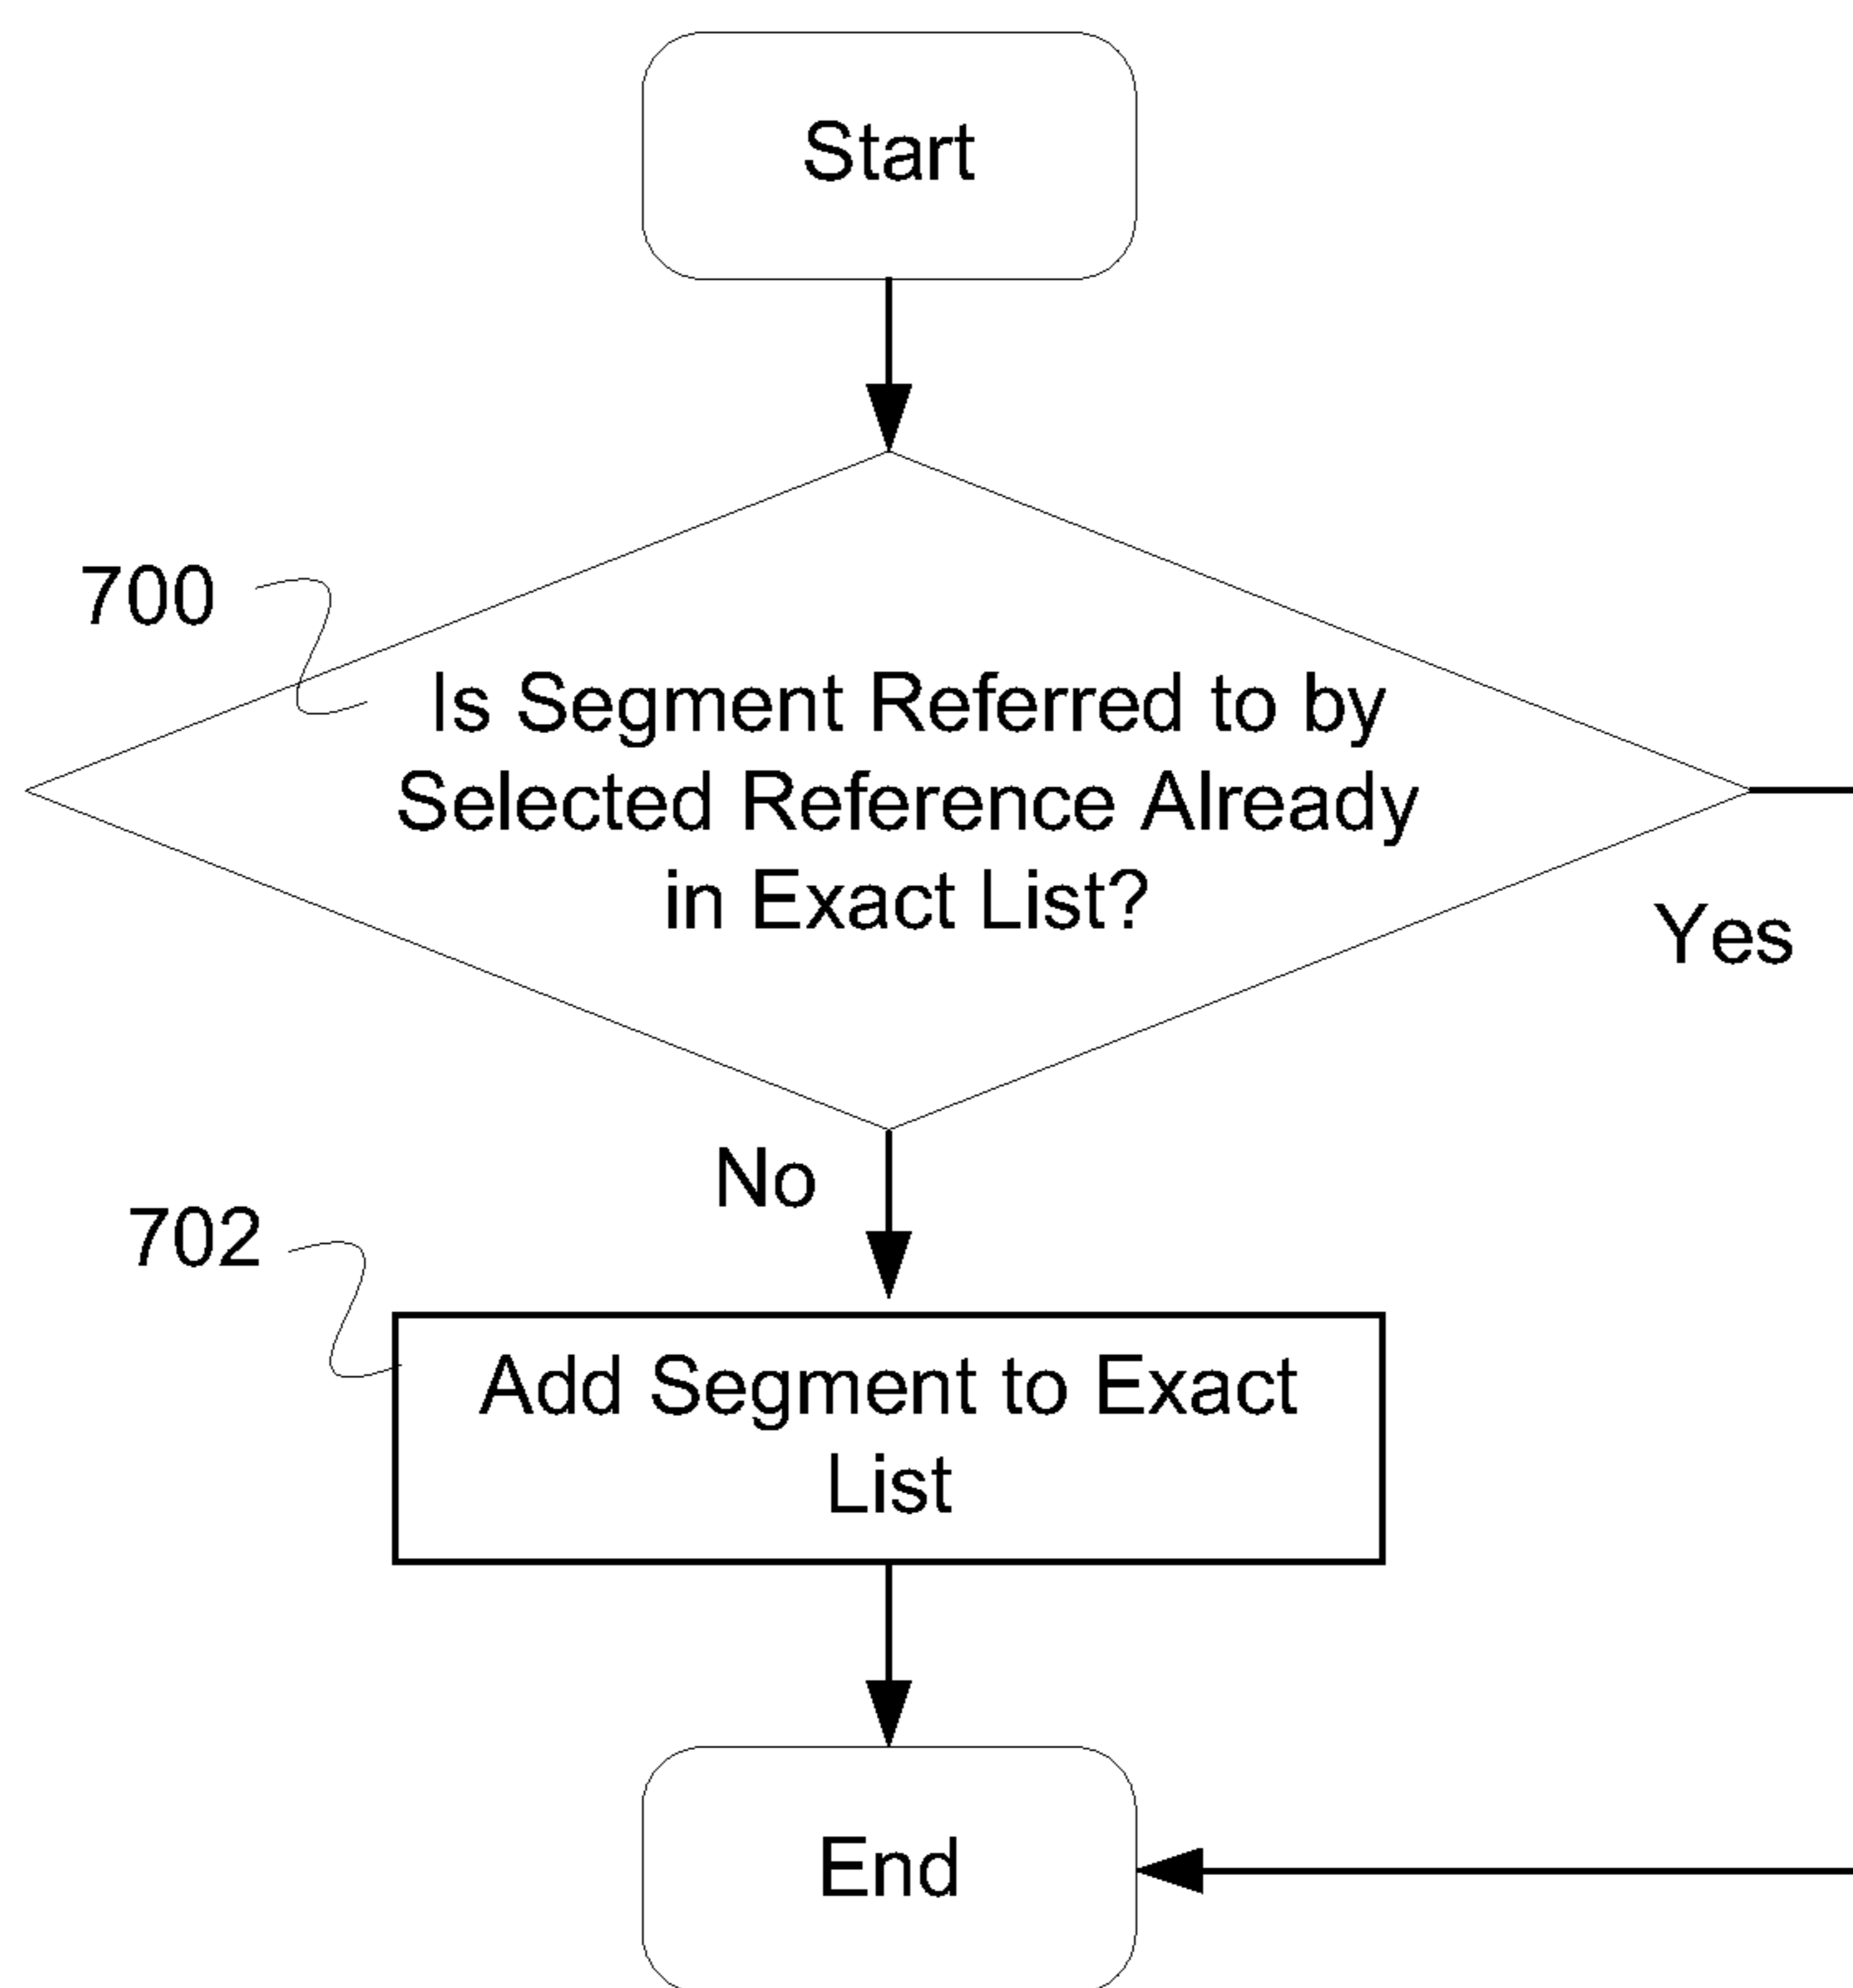 Start
700
Is Segment Referred to by
Selected Reference Already
in Exact List?
Yes
No
702
Add Segment to Exact
List
End